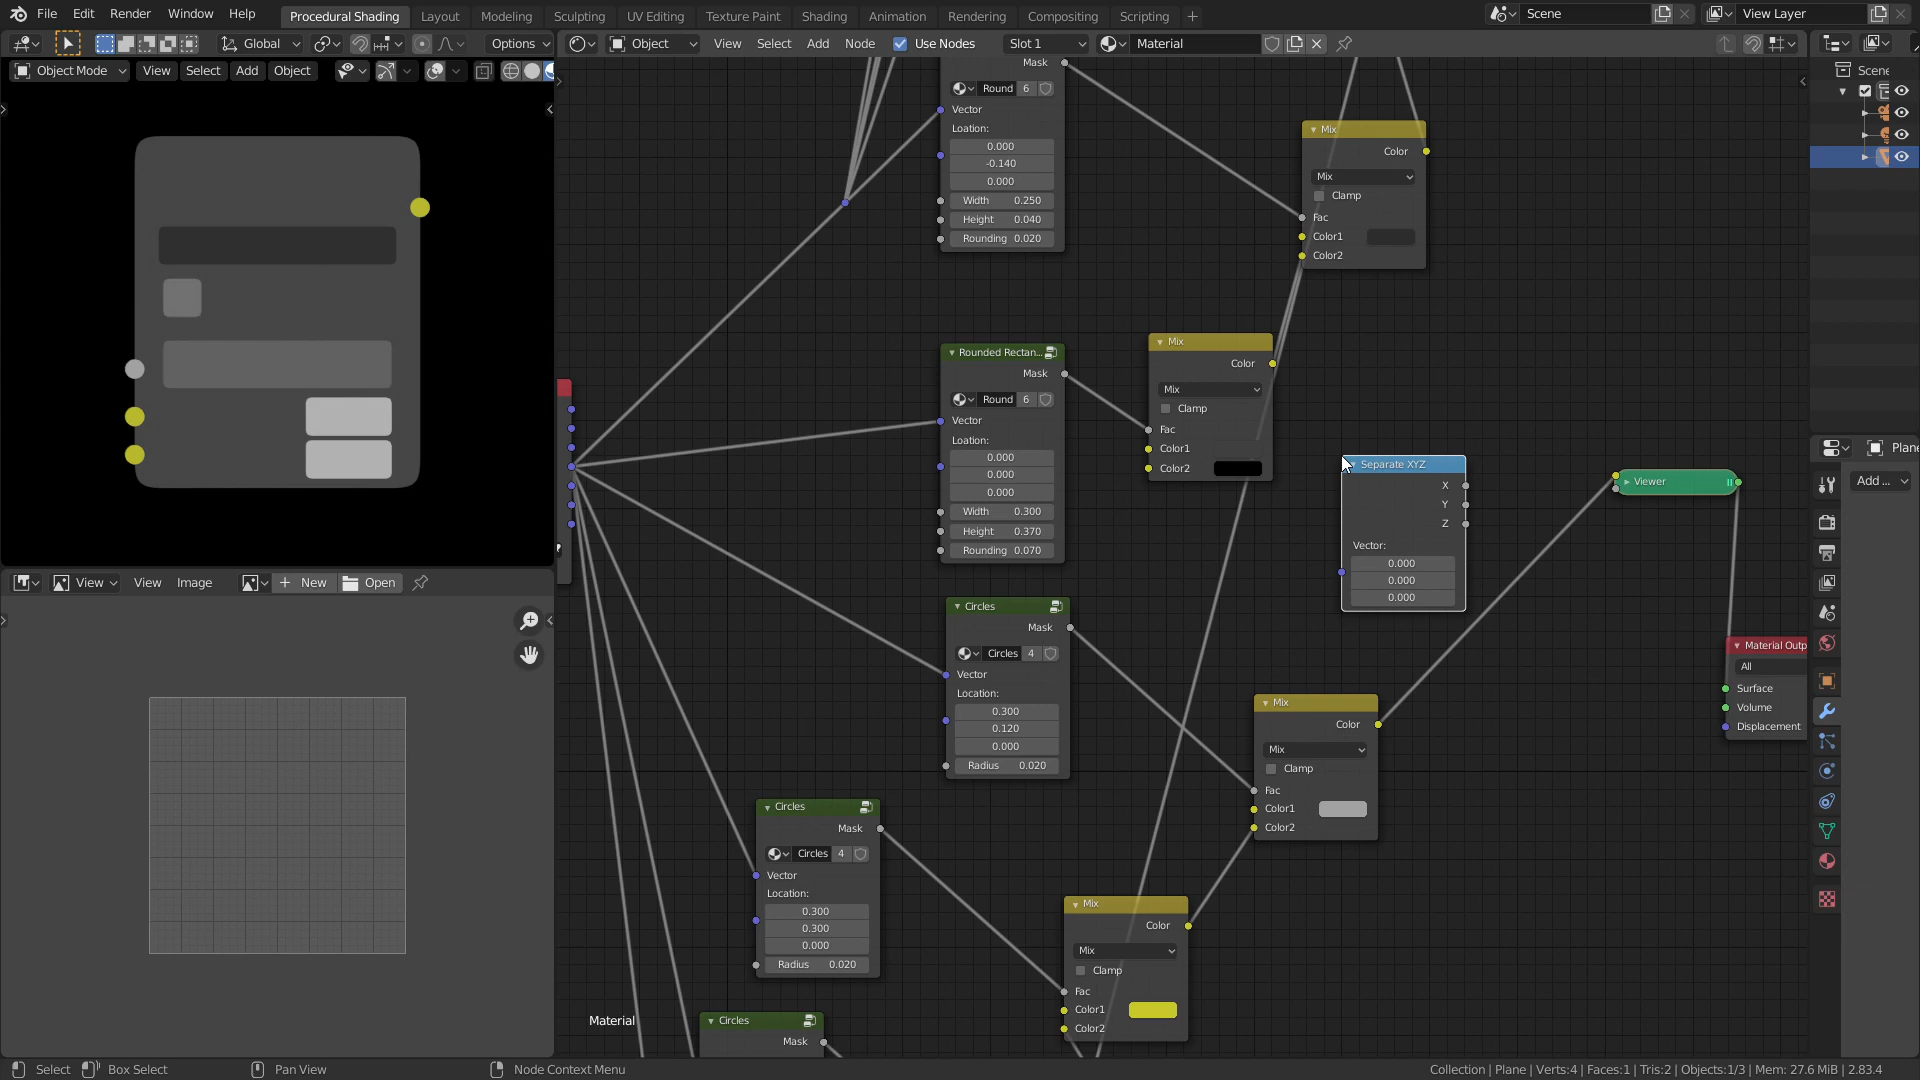 File Edit Render Window Help Procedural Shading Layout Modeling Sculpting UV Editing Texture Paint Shading Animation Rendering Compositing Scripting + Scene View Layer
Global Options Object View Select Add Node Use Nodes Slot 1 Material
Object Mode View Select Add Object
Scene
Mask
Round 6
Vector
Loation:
0.000
-0.140
0.000
Width 0.250
Height 0.040
Rounding 0.020
Mix
Color
Mix
Clamp
Fac
Color1
Color2
Rounded Rectan...
Mask
Round 6
Vector
Loation:
0.000
0.000
0.000
Width 0.300
Height 0.370
Rounding 0.070
Mix
Color
Mix
Clamp
Fac
Color1
Color2
Separate XYZ
X
Y
Z
Vector:
0.000
0.000
0.000
Viewer
Material Outp
All
Surface
Volume
Displacement
Plane
Add ...
View View Image + New Open
Circles
Mask
Circles 4
Vector
Location:
0.300
0.120
0.000
Radius 0.020
Mix
Color
Mix
Clamp
Fac
Color1
Color2
Circles
Mask
Circles 4
Vector
Location:
0.300
0.300
0.000
Radius 0.020
Mix
Color
Mix
Clamp
Fac
Color1
Color2
Circles
Mask
Material
Select Box Select Pan View Node Context Menu Collection | Plane | Verts:4 | Faces:1 | Tris:2 | Objects:1/3 | Mem: 27.6 MiB | 2.83.4